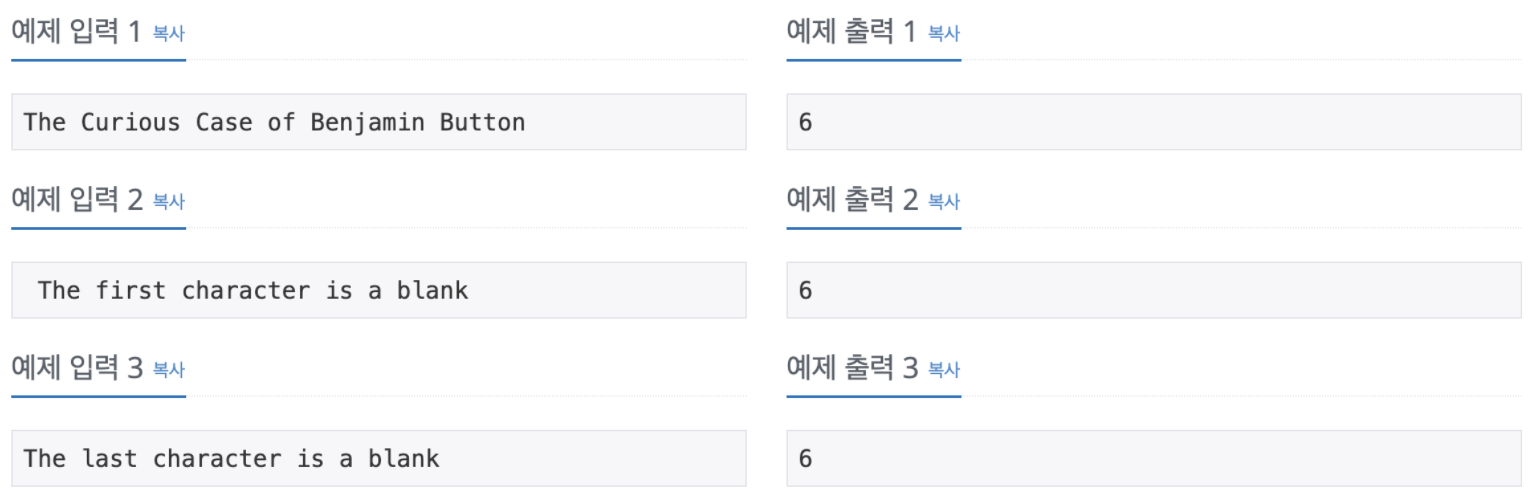 예제 입력 1 복사
예제 출력 1 복사
The Curious Case of Benjamin Button
6
예제 입력 2 복사
예제 출력 2 복사
 The first character is a blank
6
예제 입력 3 복사
예제 출력 3 복사
The last character is a blank
6